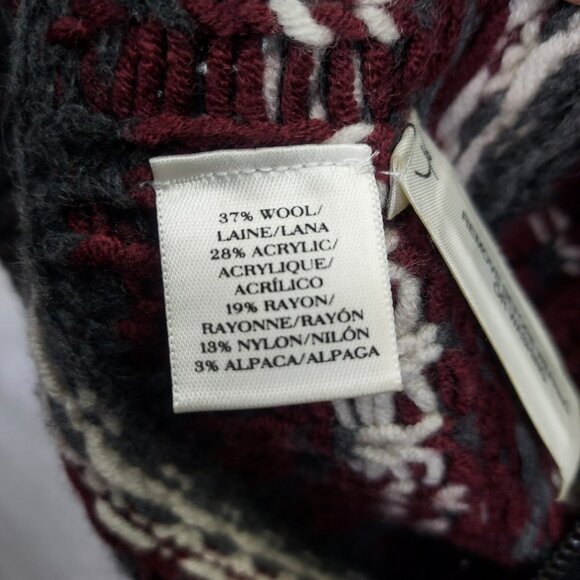 37% WOOL/
LAINE/LANA
28% ACRYLIC/
ACRYLIQUE/
ACRÍLICO
19% RAYON/
RAYONNE/RAYÓN
13% NYLON/NILÓN
3% ALPACA/ALPAGA